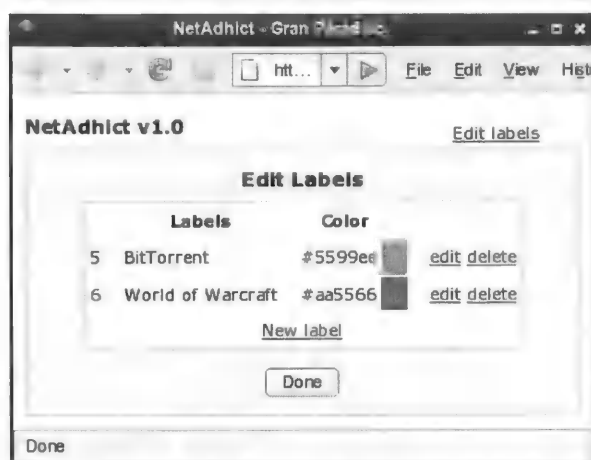 NetAdhict - Gran
htt... File Edit View Hist
NetAdhict v1.0
Edit labels
Edit Labels
Labels Color
5 BitTorrent #5599ee edit delete
6 World of Warcraft #aa5566 edit delete
New label
Done
Done